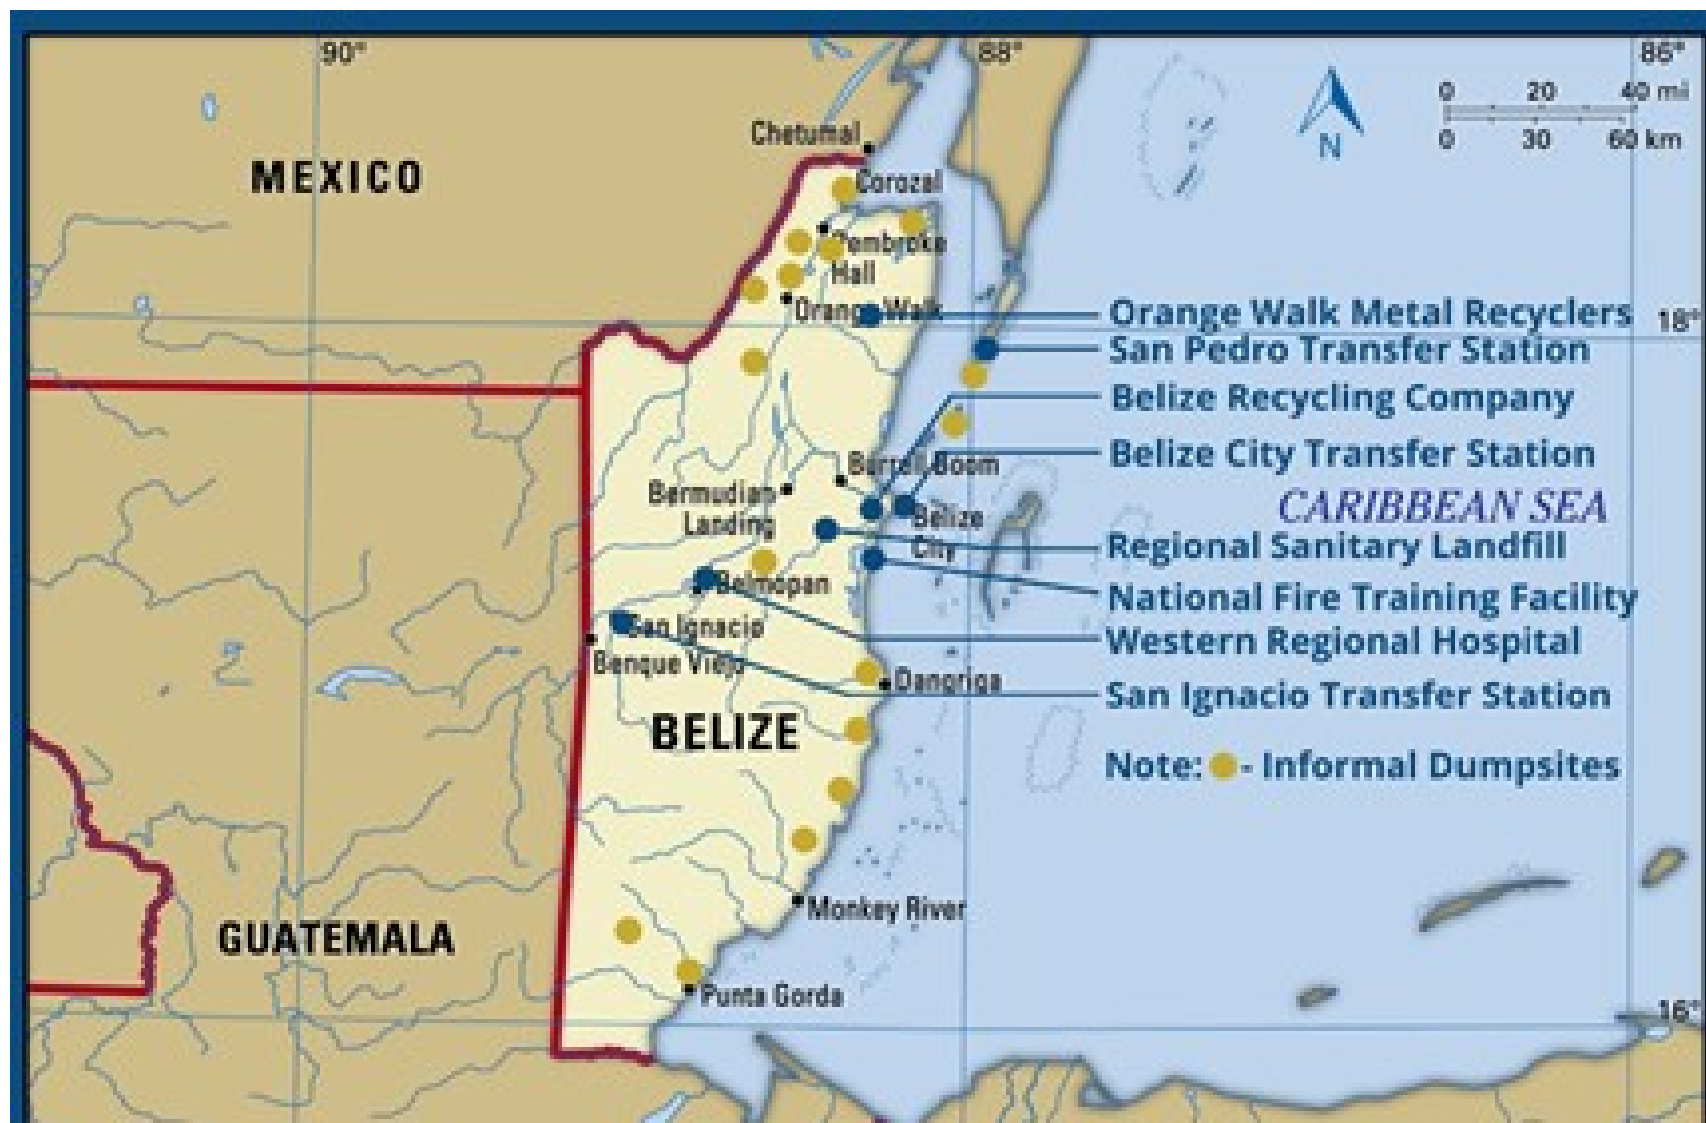 90°
88°
86°
0 20 40 mi
0 30 60 km
N
Chetumal
MEXICO
Corozal
Pembroke
Hall
Orange Walk
Orange Walk Metal Recyclers
18°
San Pedro Transfer Station
Belize Recycling Company
Belize City Transfer Station
Burrell Boom
Bermudian
Landing
CARIBBEAN SEA
Belize
City
Regional Sanitary Landfill
Belmopan
National Fire Training Facility
San Ignacio
Western Regional Hospital
Benque Viejo
Dangriga
San Ignacio Transfer Station
BELIZE
Note: - Informal Dumpsites
Monkey River
GUATEMALA
Punta Gorda
16°